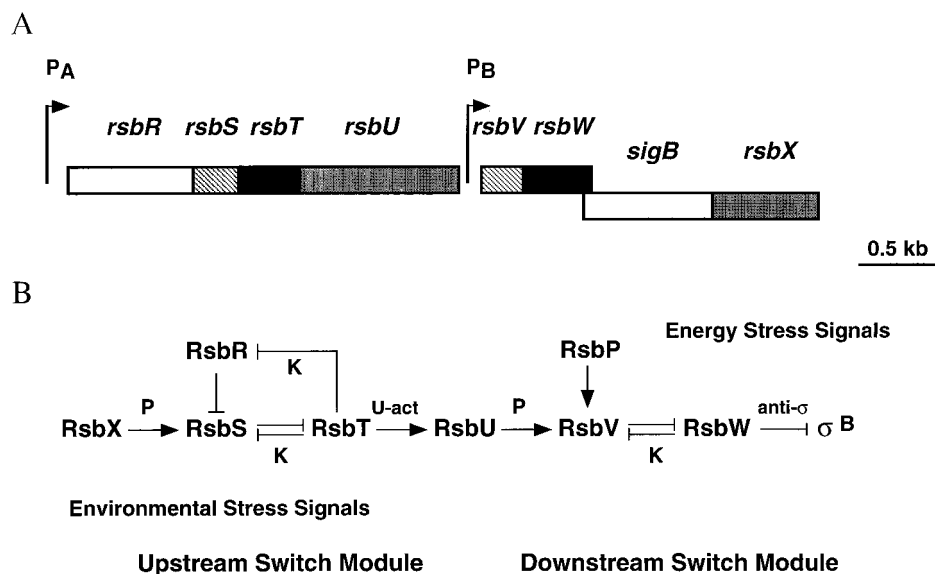 A
PA PB
rsbR rsbS rsbT rsbU rsbV rsbW
sigB rsbX
0.5 kb
B
Energy Stress Signals
RsbR RsbP
K
P U-act P anti-σ
RsbX RsbS RsbT RsbU RsbV RsbW σ B
K K
Environmental Stress Signals
Upstream Switch Module Downstream Switch Module